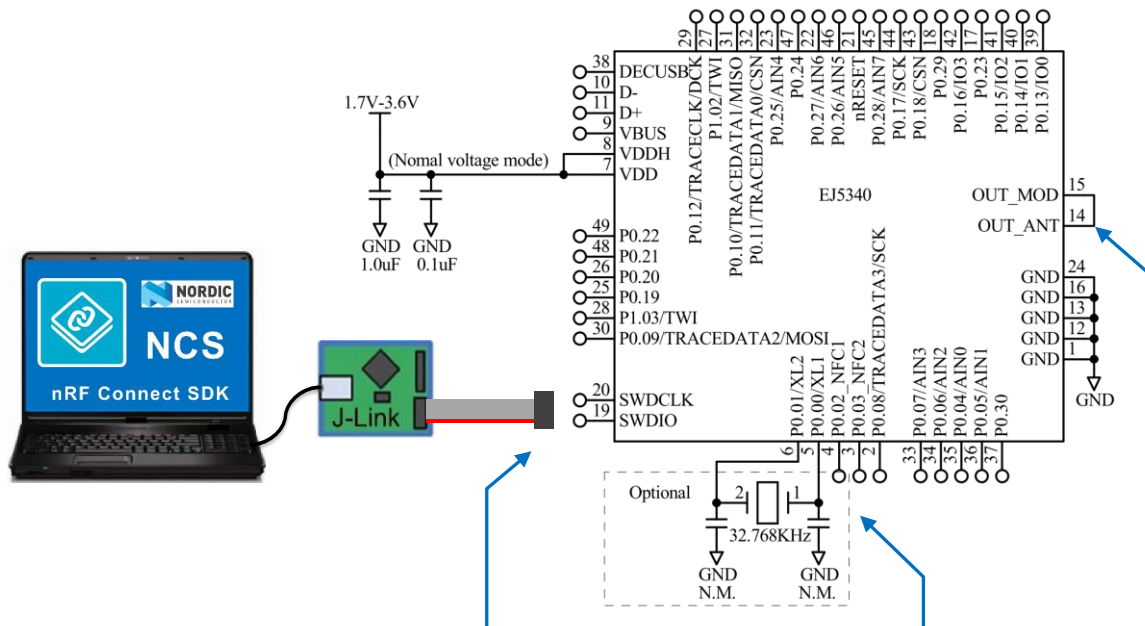 29
27
31
32
23
47
22
46
21
45
44
43
18
42
17
41
40
39
P0.12/TRACECLK/DCK
P1.02/TWI
P0.10/TRACEDATA1/MISO
P0.11/TRACEDATA0/CSN
P0.25/AIN4
P0.24
P0.27/AIN6
P0.26/AIN5
nRESET
P0.28/AIN7
P0.17/SCK
P0.18/CSN
P0.29
P0.16/IO3
P0.23
P0.15/IO2
P0.14/IO1
P0.13/IO0
38 DECUSB
10 D-
11 D+
9 VBUS
8 VDDH
7 VDD
1.7V-3.6V
(Nomal voltage mode)
GND
1.0uF
GND
0.1uF
EJ5340
OUT_MOD 15
OUT_ANT 14
49 P0.22
48 P0.21
26 P0.20
25 P0.19
28 P1.03/TWI
30 P0.09/TRACEDATA2/MOSI
GND 24
GND 16
GND 13
GND 12
GND 1
GND
20 SWDCLK
19 SWDIO
NORDIC
SEMICONDUCTOR
NCS
nRF Connect SDK
J-Link
P0.01/XL2
P0.00/XL1
P0.02_NFC1
P0.03_NFC2
P0.08/TRACEDATA3/SCK
P0.07/AIN3
P0.06/AIN2
P0.04/AIN0
P0.05/AIN1
P0.30
6
5
4
3
2
33
34
35
36
37
Optional
2
1
32.768KHz
GND
N.M.
GND
N.M.